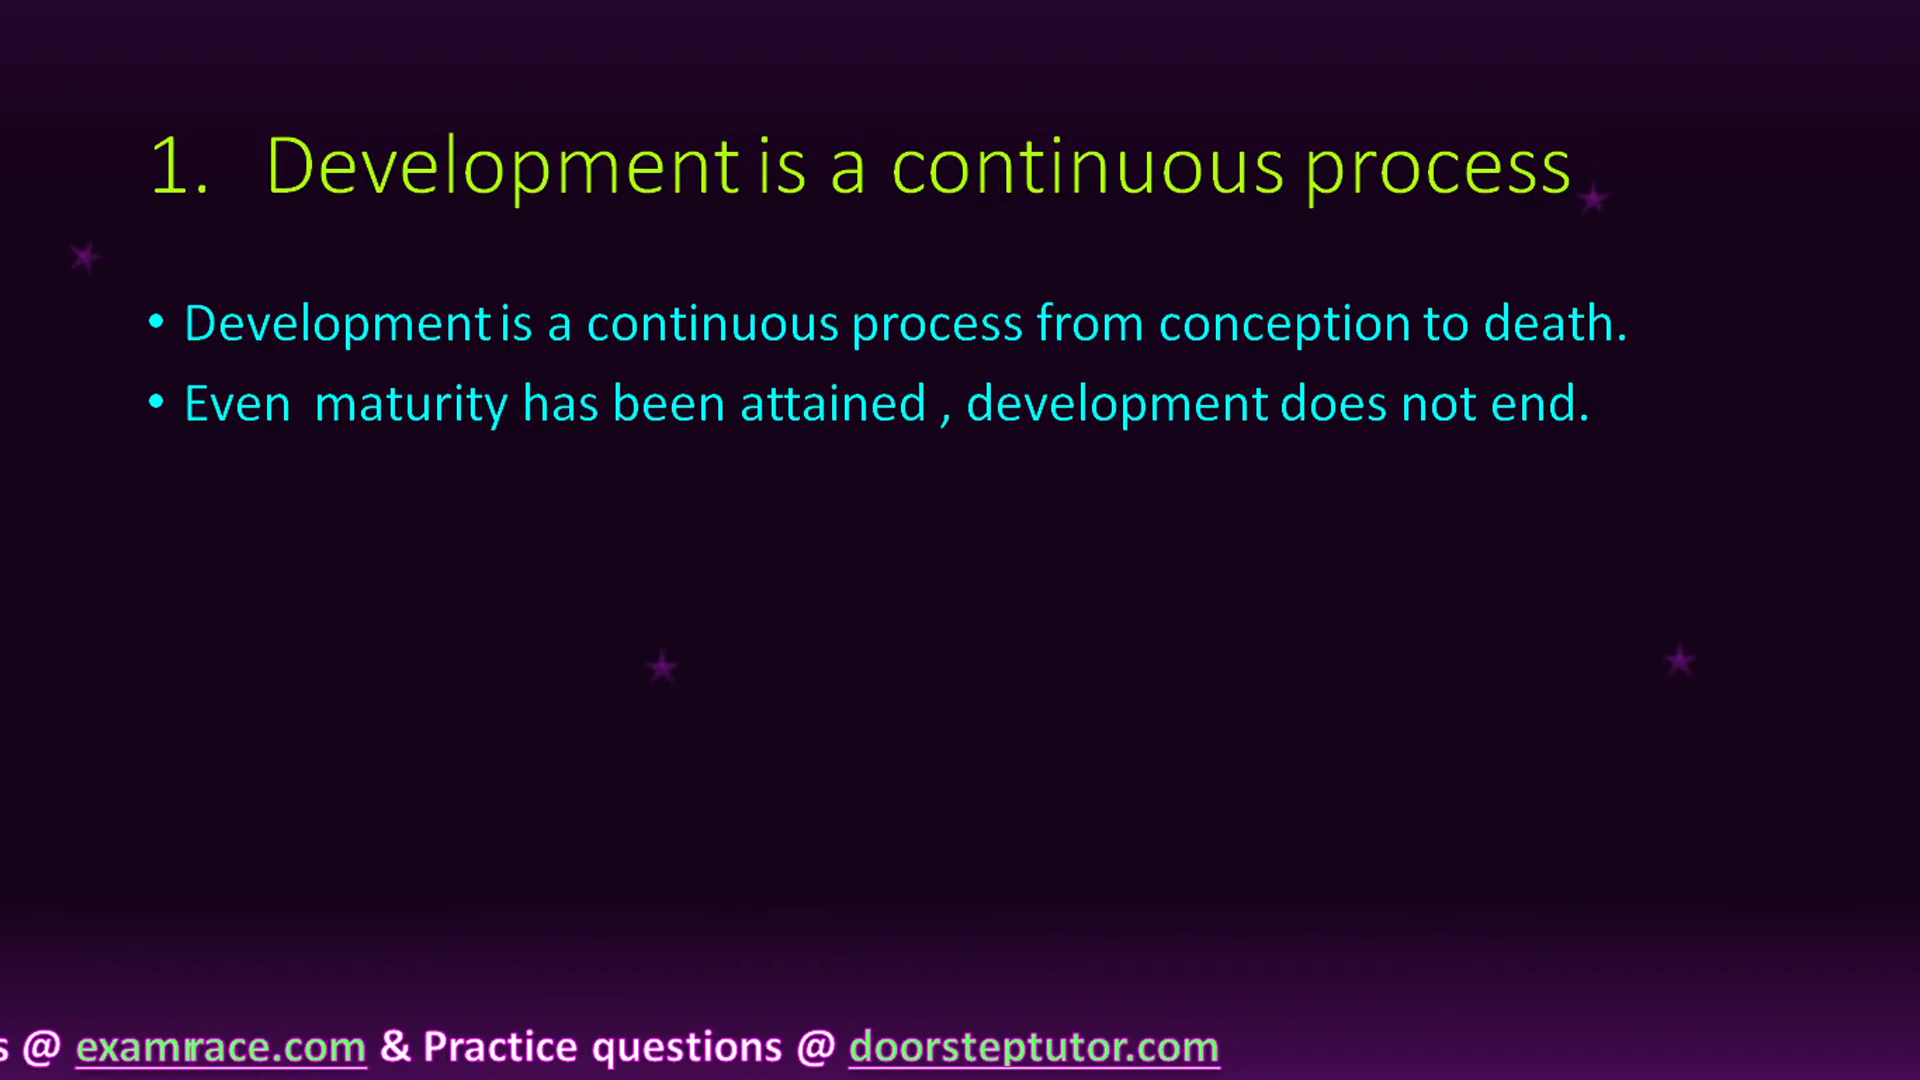 1. Development is a continuous process
• Development is a continuous process from conception to death.
• Even maturity has been attained , development does not end.
s @ examrace.com & Practice questions @ doorsteptutor.com